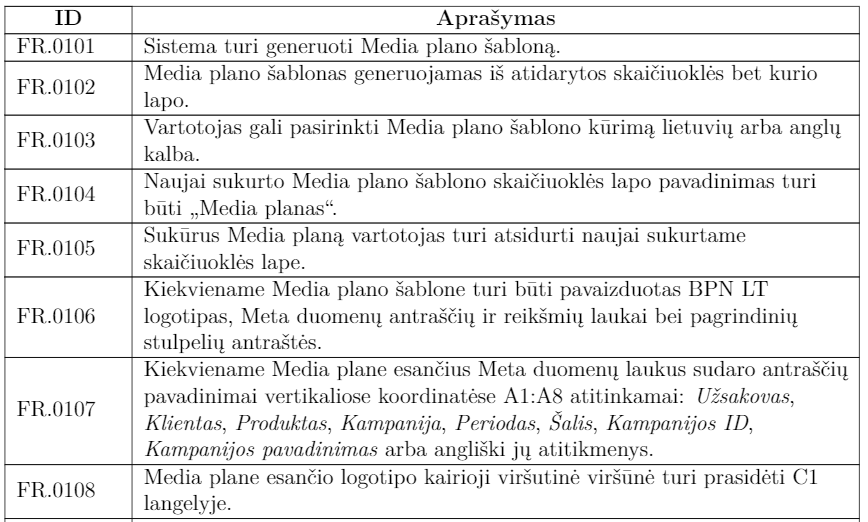 ID Aprašymas
FR.0101 Sistema turi generuoti Media plano šabloną.
FR.0102 Media plano šablonas generuojamas iš atidarytos skaičiuoklės bet kurio
lapo.
FR.0103 Vartotojas gali pasirinkti Media plano šablono kūrimą lietuvių arba anglų
kalba.
FR.0104 Naujai sukurto Media plano šablono skaičiuoklės lapo pavadinimas turi
būti „Media planas“.
FR.0105 Sukūrus Media planą vartotojas turi atsidurti naujai sukurtame
skaičiuoklės lape.
FR.0106 Kiekviename Media plano šablone turi būti pavaizduotas BPN LT
logotipas, Meta duomenų antraščių ir reikšmių laukai bei pagrindinių
stulpelių antraštės.
FR.0107 Kiekviename Media plane esančius Meta duomenų laukus sudaro antraščių
pavadinimai vertikaliose koordinatėse A1:A8 atitinkamai: Užsakovas,
Klientas, Produktas, Kampanija, Periodas, Šalis, Kampanijos ID,
Kampanijos pavadinimas arba angliški jų atitikmenys.
FR.0108 Media plane esančio logotipo kairioji viršutinė viršūnė turi prasidėti C1
langelyje.